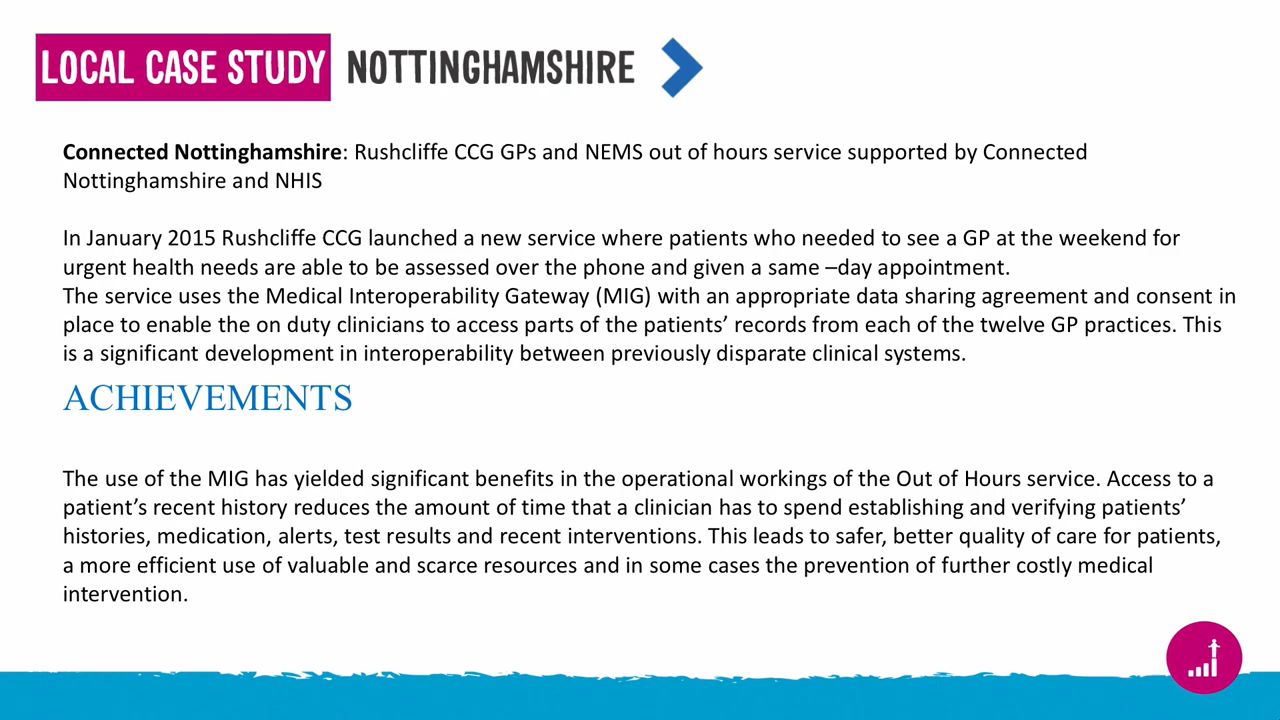 LOCAL CASE STUDY NOTTINGHAMSHIRE
Connected Nottinghamshire: Rushcliffe CCG GPs and NEMS out of hours service supported by Connected
Nottinghamshire and NHIS
In January 2015 Rushcliffe CCG launched a new service where patients who needed to see a GP at the weekend for
urgent health needs are able to be assessed over the phone and given a same –day appointment.
The service uses the Medical Interoperability Gateway (MIG) with an appropriate data sharing agreement and consent in
place to enable the on duty clinicians to access parts of the patients’ records from each of the twelve GP practices. This
is a significant development in interoperability between previously disparate clinical systems.
ACHIEVEMENTS
The use of the MIG has yielded significant benefits in the operational workings of the Out of Hours service. Access to a
patient’s recent history reduces the amount of time that a clinician has to spend establishing and verifying patients’
histories, medication, alerts, test results and recent interventions. This leads to safer, better quality of care for patients,
a more efficient use of valuable and scarce resources and in some cases the prevention of further costly medical
intervention.